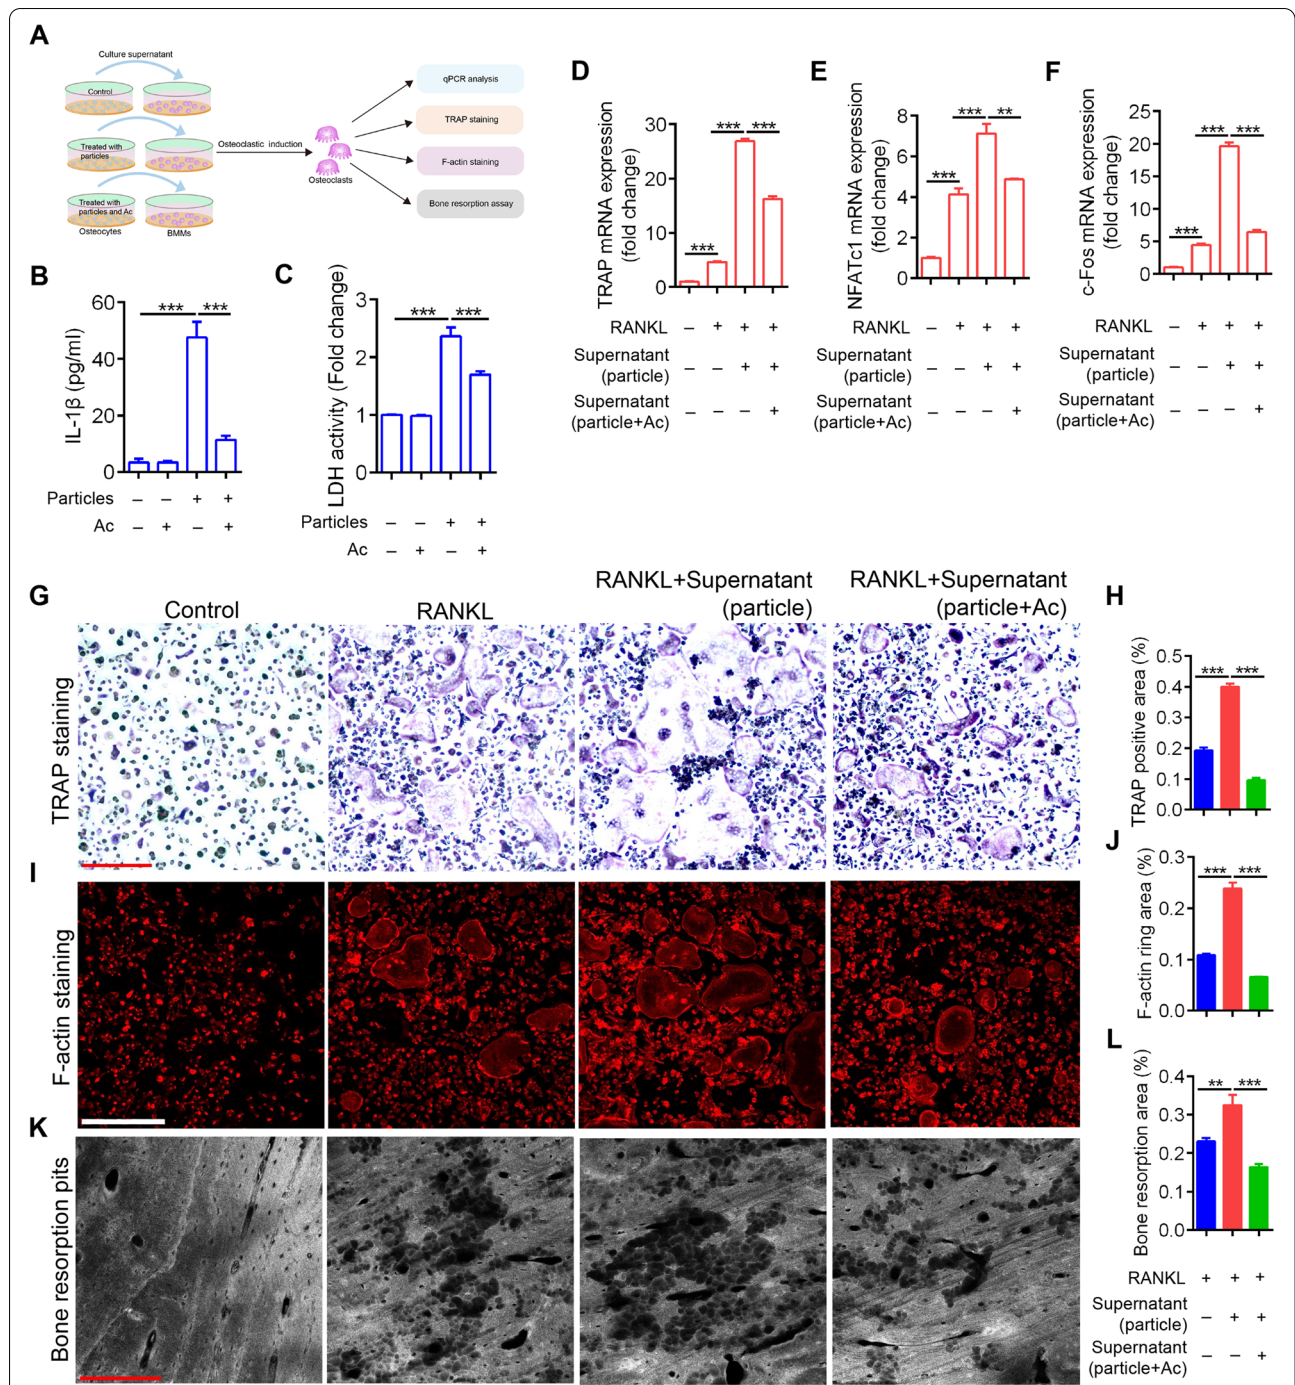 A
Culture supernatant
Control
Treated with
particles
Treated with
particles and Ac
Osteocytes
BMMs
Osteoclastic induction
Osteoclasts
qPCR analysis
TRAP staining
F-actin staining
Bone resorption assay
B
IL-1β (pg/ml)
60
40
20
0
*** ***
Particles – – + +
Ac – + – +
C
LDH activity (Fold change)
3
2
1
0
*** ***
Particles – – + +
Ac – + – +
D
TRAP mRNA expression
(fold change)
30
20
10
0
*** *** ***
RANKL – + + +
Supernatant
(particle) – – + +
Supernatant
(particle+Ac) – – – +
E
NFATc1 mRNA expression
(fold change)
8
6
4
2
0
*** *** **
RANKL – + + +
Supernatant
(particle) – – + +
Supernatant
(particle+Ac) – – – +
F
c-Fos mRNA expression
(fold change)
25
20
15
10
5
0
*** *** ***
RANKL – + + +
Supernatant
(particle) – – + +
Supernatant
(particle+Ac) – – – +
G
Control
RANKL
RANKL+Supernatant
(particle)
RANKL+Supernatant
(particle+Ac)
TRAP staining
H
TRAP positive area (%)
0.5
0.4
0.3
0.2
0.1
0.0
*** ***
I
F-actin staining
J
F-actin ring area (%)
0.3
0.2
0.1
0.0
*** ***
K
Bone resorption pits
L
Bone resorption area (%)
0.4
0.3
0.2
0.1
0.0
** ***
RANKL + + +
Supernatant
(particle) – + +
Supernatant
(particle+Ac) – – +